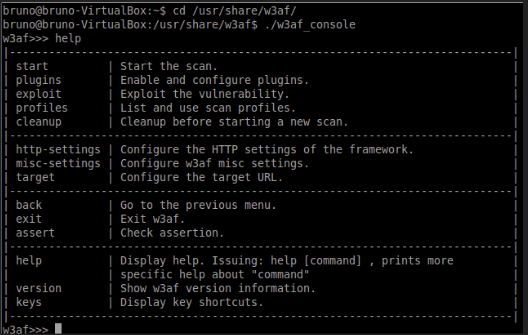 bruno@bruno-VirtualBox:~$ cd /usr/share/w3af/
bruno@bruno-VirtualBox:/usr/share/w3af$ ./w3af_console
w3af>>> help
|-----------------------------------------------------------------------------|
| start         | Start the scan.                                             |
| plugins       | Enable and configure plugins.                               |
| exploit       | Exploit the vulnerability.                                  |
| profiles      | List and use scan profiles.                                 |
| cleanup       | Cleanup before starting a new scan.                         |
|-----------------------------------------------------------------------------|
| http-settings | Configure the HTTP settings of the framework.               |
| misc-settings | Configure w3af misc settings.                               |
| target        | Configure the target URL.                                   |
|-----------------------------------------------------------------------------|
| back          | Go to the previous menu.                                    |
| exit          | Exit w3af.                                                  |
| assert        | Check assertion.                                            |
|-----------------------------------------------------------------------------|
| help          | Display help. Issuing: help [command] , prints more         |
|               | specific help about "command"                               |
| version       | Show w3af version information.                              |
| keys          | Display key shortcuts.                                      |
|-----------------------------------------------------------------------------|
w3af>>>